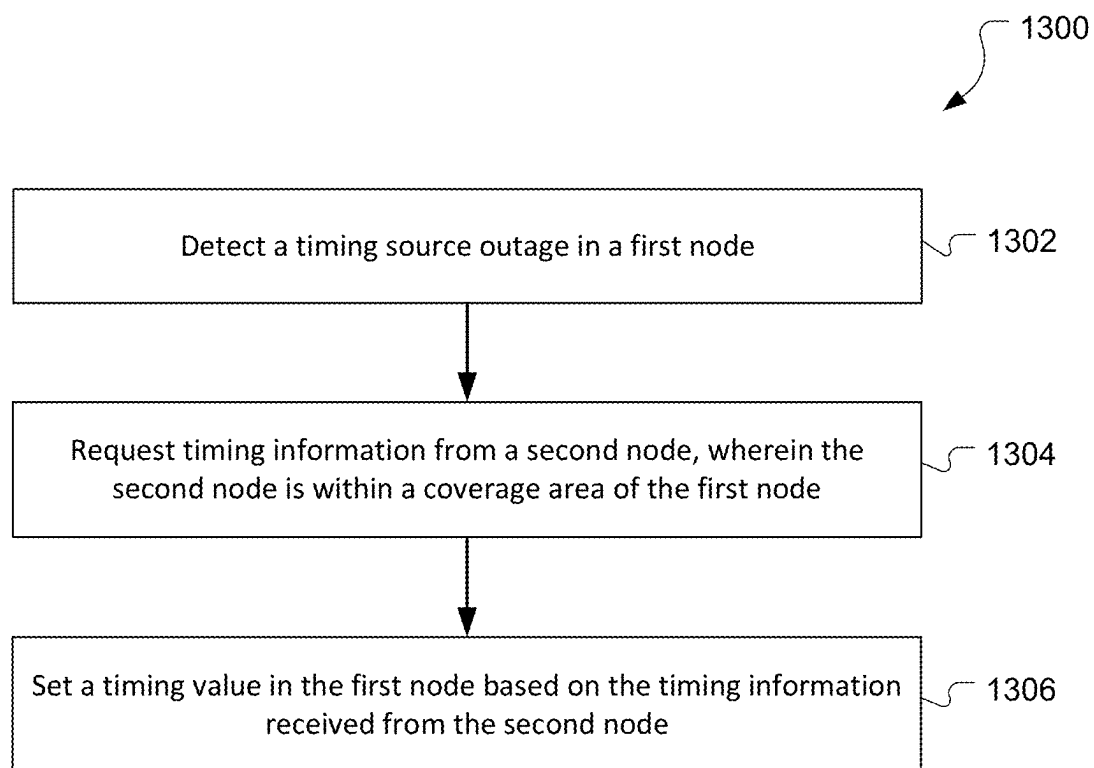 1300
Detect a timing source outage in a first node
1302
Request timing information from a second node, wherein the
second node is within a coverage area of the first node
1304
Set a timing value in the first node based on the timing information
received from the second node
1306